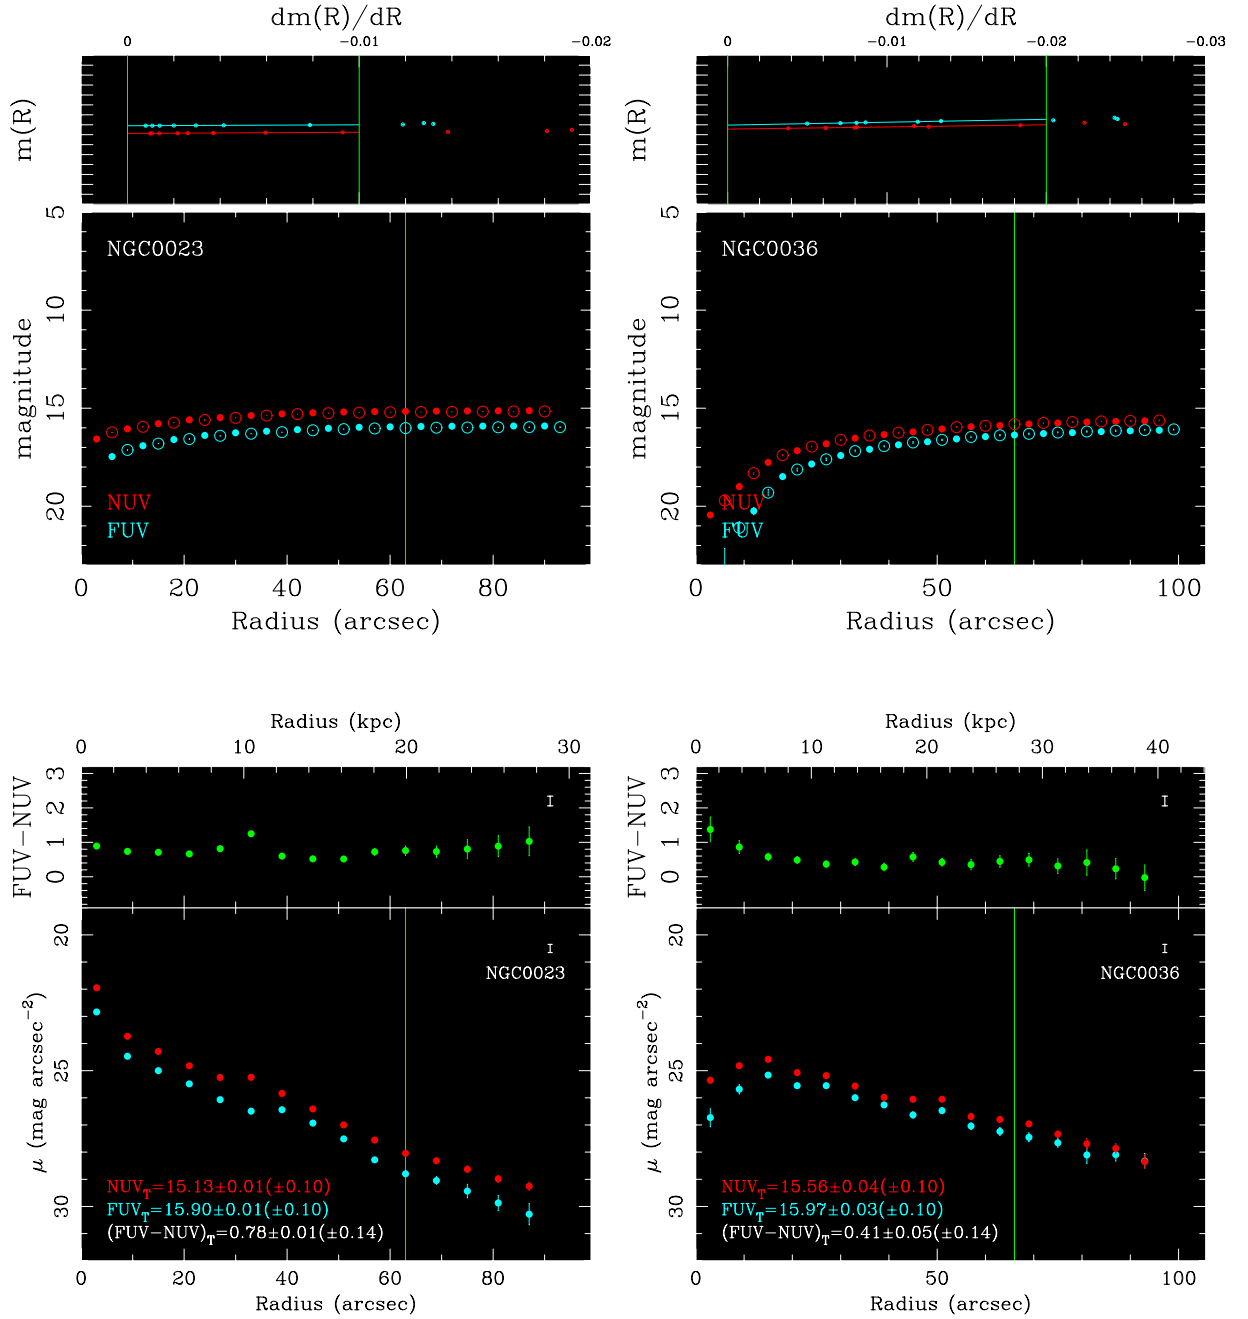 dm(R)/dR
0 -0.01 -0.02
m(R)
5
10
15
20
magnitude
NGC0023
NUV
FUV
0 20 40 60 80
Radius (arcsec)
dm(R)/dR
0 -0.01 -0.02 -0.03
m(R)
5
10
15
20
magnitude
NGC0036
NUV
FUV
0 50 100
Radius (arcsec)
Radius (kpc)
0 10 20 30
FUV-NUV
3
2
1
0
20
25
30
μ (mag arcsec⁻²)
NGC0023
NUV_T=15.13±0.01(±0.10)
FUV_T=15.90±0.01(±0.10)
(FUV-NUV)_T=0.78±0.01(±0.14)
0 20 40 60 80
Radius (arcsec)
Radius (kpc)
0 10 20 30 40
FUV-NUV
3
2
1
0
20
25
30
μ (mag arcsec⁻²)
NGC0036
NUV_T=15.56±0.04(±0.10)
FUV_T=15.97±0.03(±0.10)
(FUV-NUV)_T=0.41±0.05(±0.14)
0 50 100
Radius (arcsec)